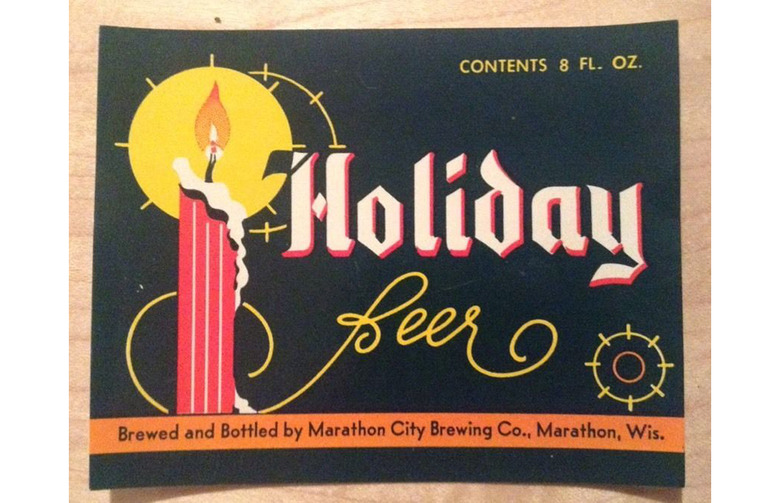 CONTENTS 8 FL. OZ.
Holiday
Beer
Brewed and Bottled by Marathon City Brewing Co., Marathon, Wis.